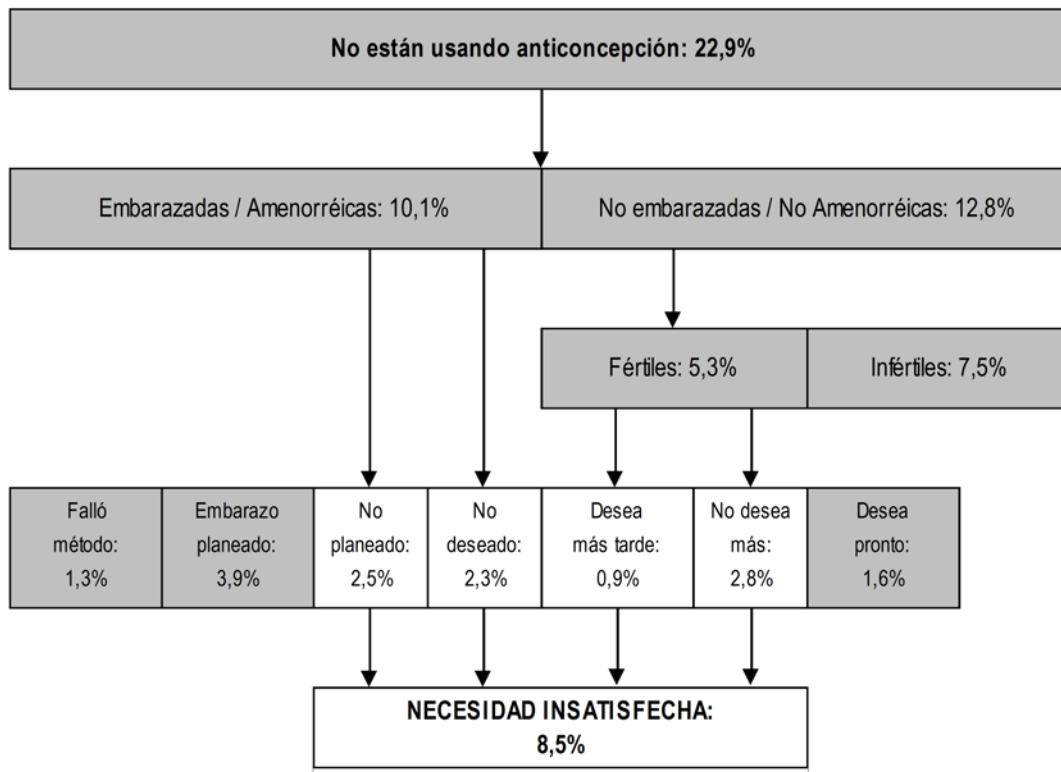 No están usando anticoncepción: 22,9%
Embarazadas / Amenorréicas: 10,1%
No embarazadas / No Amenorréicas: 12,8%
Fértiles: 5,3%
Infértiles: 7,5%
Falló
método:
1,3%
Embarazo
planeado:
3,9%
No
planeado:
2,5%
No
deseado:
2,3%
Desea
más tarde:
0,9%
No desea
más:
2,8%
Desea
pronto:
1,6%
NECESIDAD INSATISFECHA:
8,5%